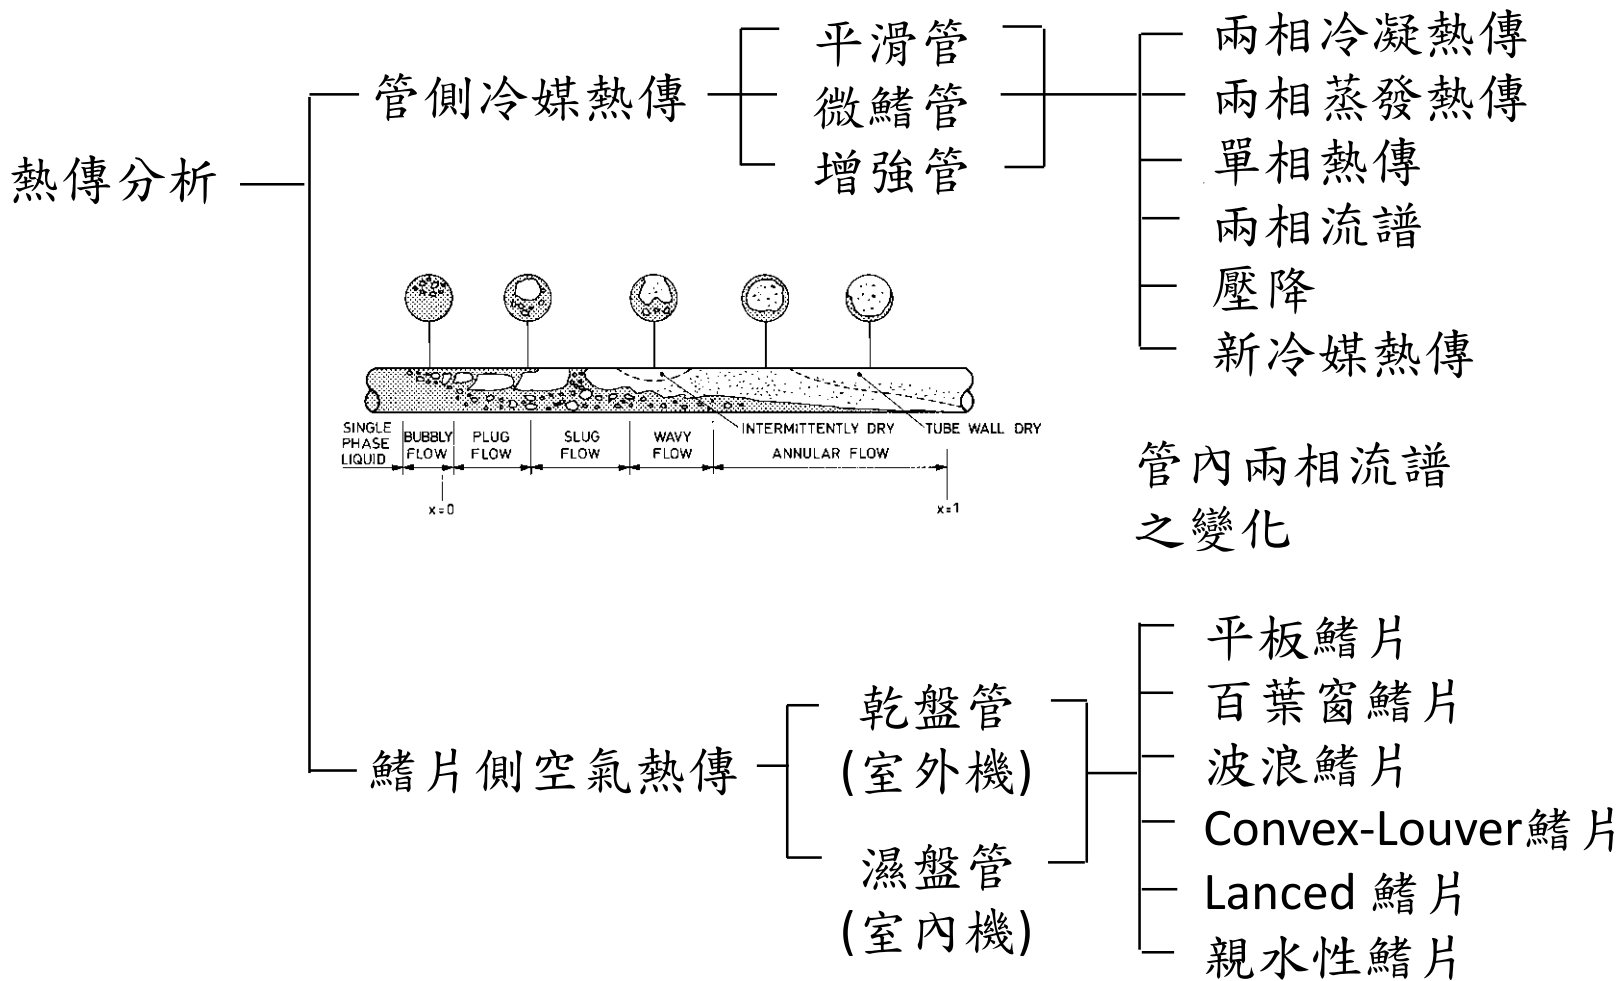 熱傳分析
管側冷媒熱傳
平滑管
微鰭管
增強管
兩相冷凝熱傳
兩相蒸發熱傳
單相熱傳
兩相流譜
壓降
新冷媒熱傳
SINGLE
PHASE
LIQUID
BUBBLY
FLOW
PLUG
FLOW
SLUG
FLOW
WAVY
FLOW
INTERMITTENTLY DRY
TUBE WALL DRY
ANNULAR FLOW
x=0
x=1
管內兩相流譜
之變化
鰭片側空氣熱傳
乾盤管
(室外機)
濕盤管
(室內機)
平板鰭片
百葉窗鰭片
波浪鰭片
Convex-Louver鰭片
Lanced 鰭片
親水性鰭片